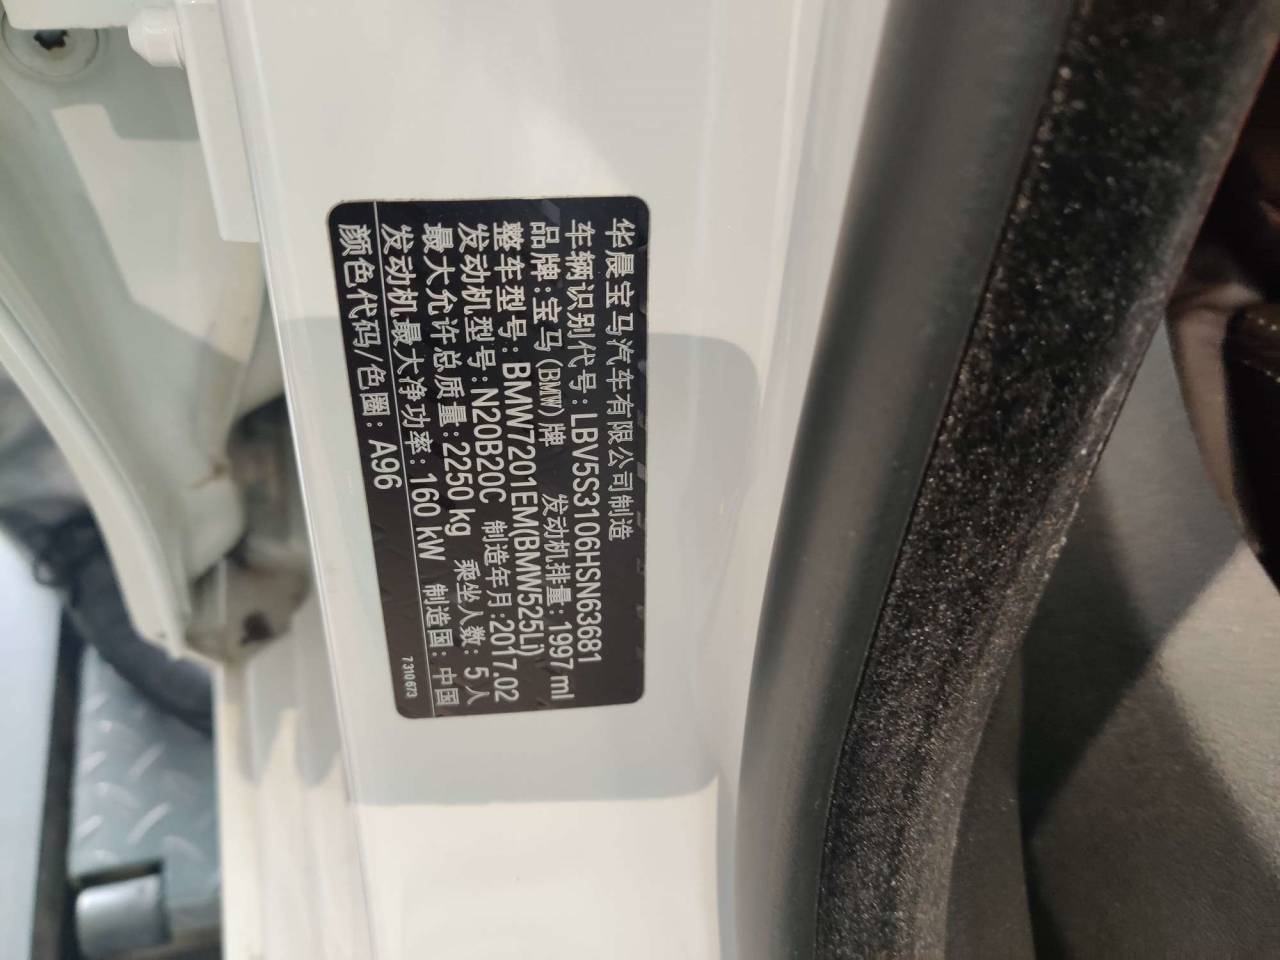 华晨宝马汽车有限公司制造
车辆识别代号：LBV5S3106HSN63681
品牌：宝马(BMW)牌 发动机排量：1997 ml
整车型号：BMW7201EM(BMW525Li)
发动机型号：N20B20C 制造年月：2017.02
最大允许总质量：2250 kg 乘坐人数：5人
发动机最大净功率：160 kW 制造国：中国
颜色代码/色圈：A96
7 310 673